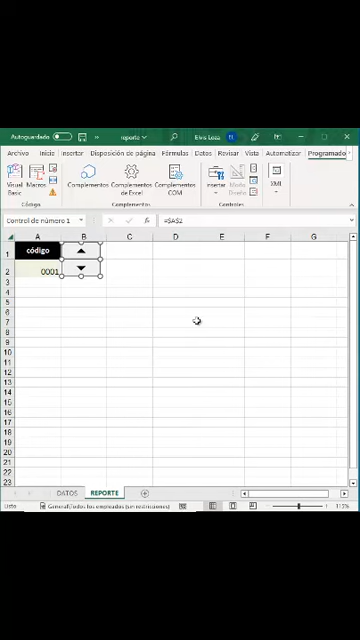 Autoguardado
reporte
Elvis Loza
Archivo Inicio Insertar Disposición de página Fórmulas Datos Revisar Vista Automatizar Programado
Visual Basic
Macros
Complementos
Complementos de Excel
Complementos COM
Insertar
Modo Diseño
XML
Código
Complementos
Controles
Control de número 1
fx
=$A$2
A B C D E F G
1 código
2 0001
3
4
5
6
7
8
9
10
11
12
13
14
15
16
17
18
19
20
21
22
23
DATOS REPORTE
Listo
General\Todos los empleados (sin restricciones)
115%